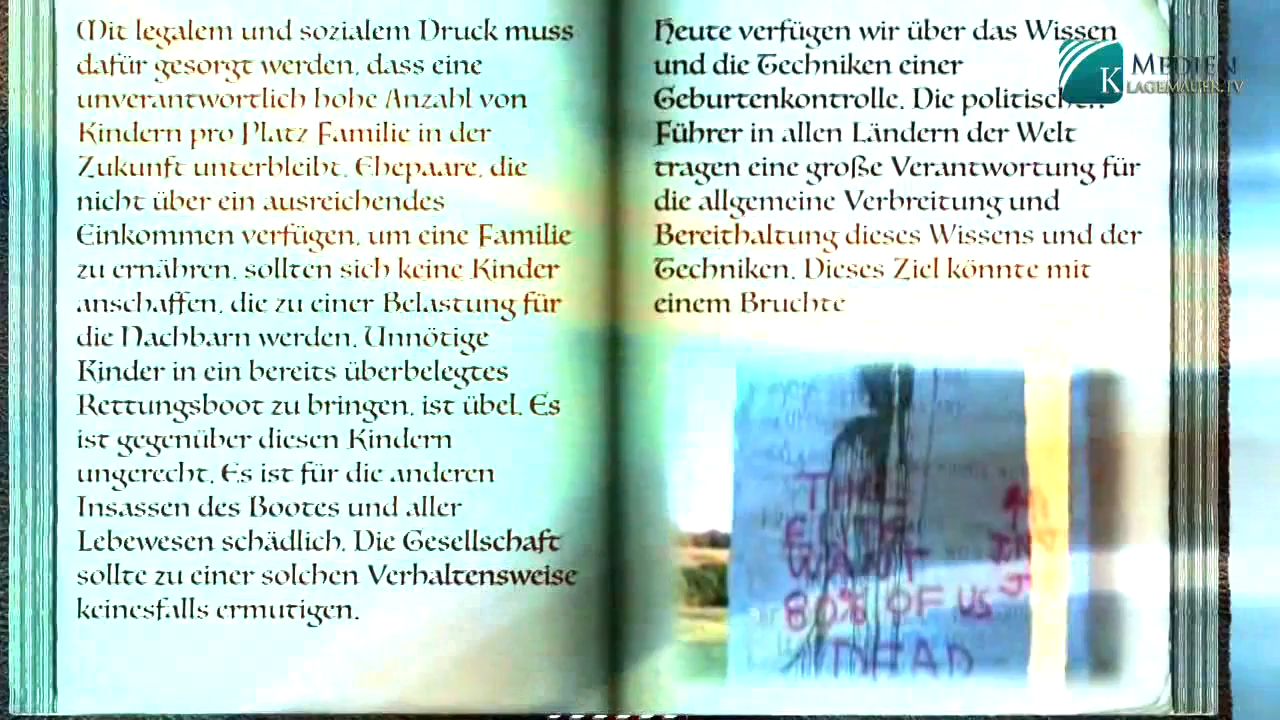 Mit legalem und sozialem Druck muss
dafür gesorgt werden, dass eine
unverantwortlich hohe Anzahl von
Kindern pro Platz Familie in der
Zukunft unterbleibt. Ehepaare, die
nicht über ein ausreichendes
Einkommen verfügen, um eine Familie
zu ernähren, sollten sich keine Kinder
anschaffen, die zu einer Belastung für
die Nachbarn werden. Unnötige
Kinder in ein bereits überbelegtes
Rettungsboot zu bringen, ist übel. Es
ist gegenüber diesen Kindern
ungerecht. Es ist für die anderen
Insassen des Bootes und aller
Lebewesen schädlich. Die Gesellschaft
sollte zu einer solchen Verhaltensweise
keinesfalls ermutigen.
Heute verfügen wir über das Wissen
und die Techniken einer
Geburtenkontrolle. Die politischen
Führer in allen Ländern der Welt
tragen eine große Verantwortung für
die allgemeine Verbreitung und
Bereithaltung dieses Wissens und der
Techniken. Dieses Ziel könnte mit
einem Bruchte
K MEDIEN
KLAGEMAUER.TV
THE
WANT
80% OF US
DEAD